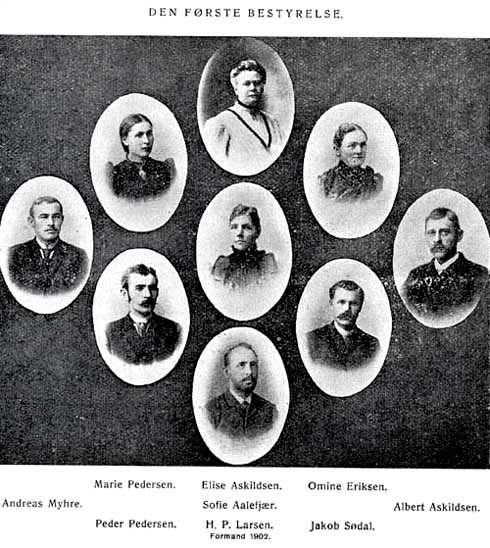 DEN FØRSTE BESTYRELSE.
Marie Pedersen. Elise Askildsen. Omine Eriksen.
Andreas Myhre. Sofie Aalefjær. Albert Askildsen.
Peder Pedersen. H. P. Larsen. Jakob Sødal.
Formand 1902.